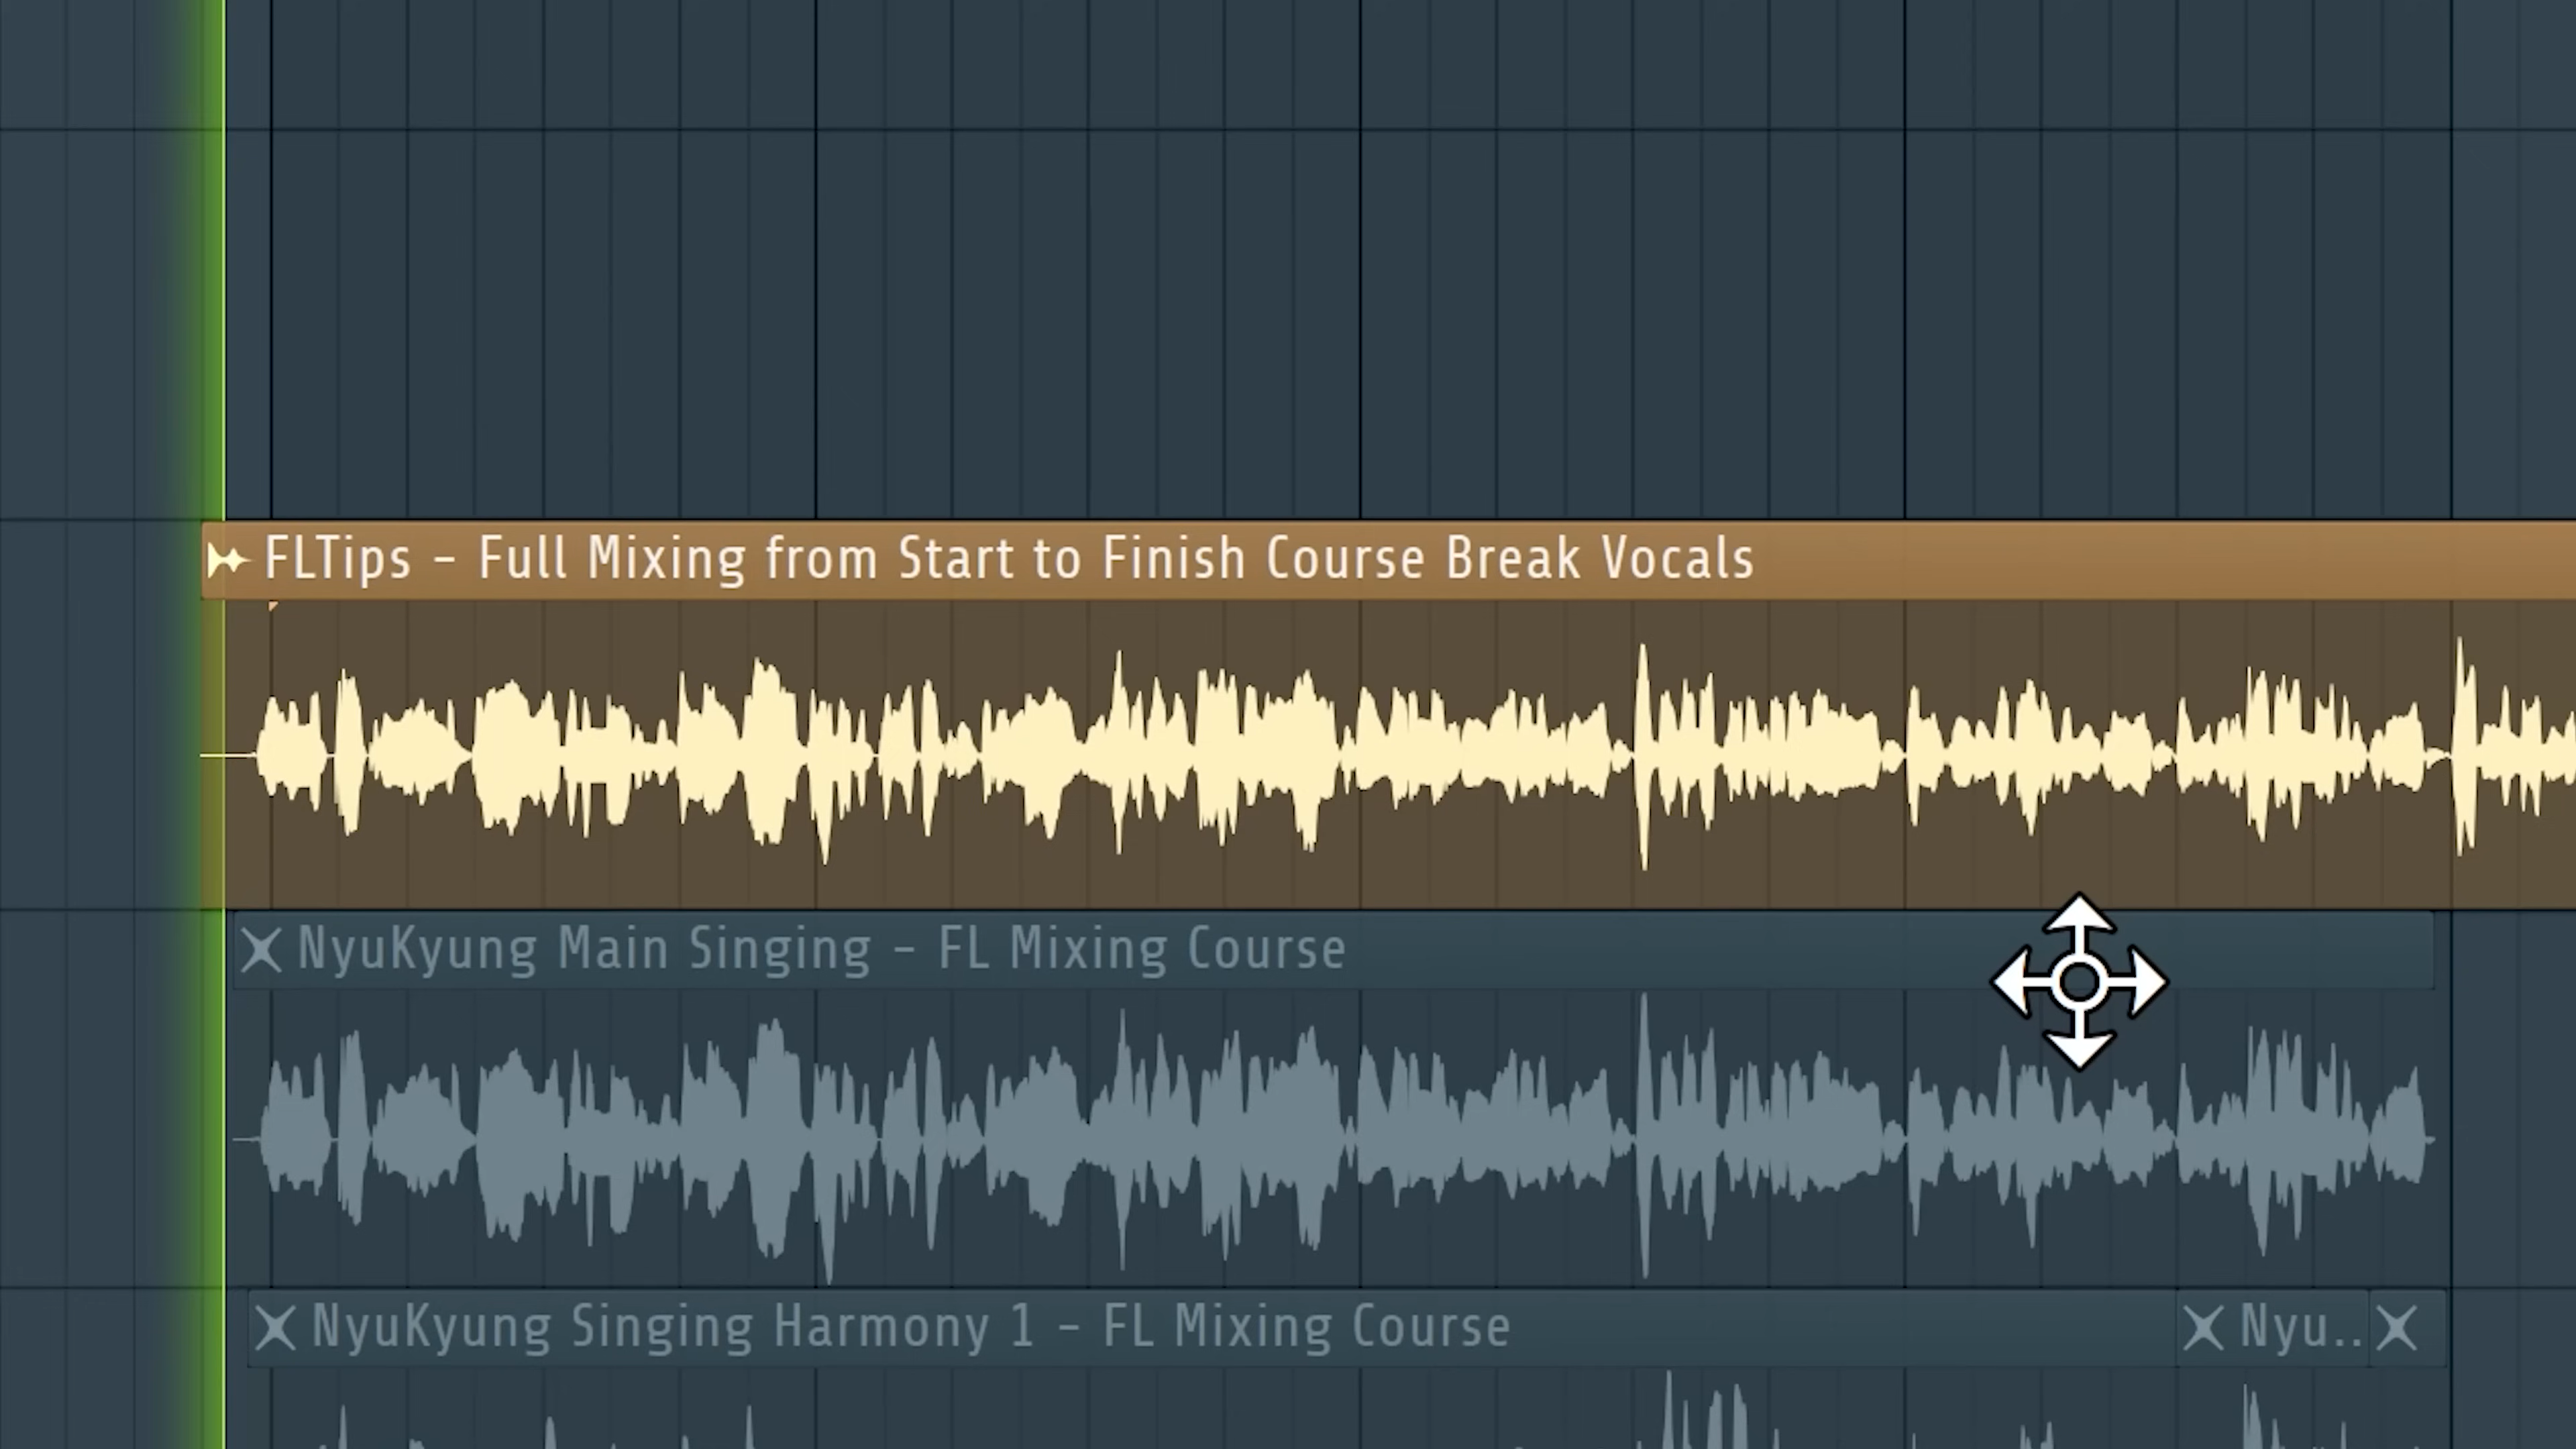 FLTips - Full Mixing from Start to Finish Course Break Vocals
NyuKyung Main Singing - FL Mixing Course
NyuKyung Singing Harmony 1 - FL Mixing Course
Nyu..